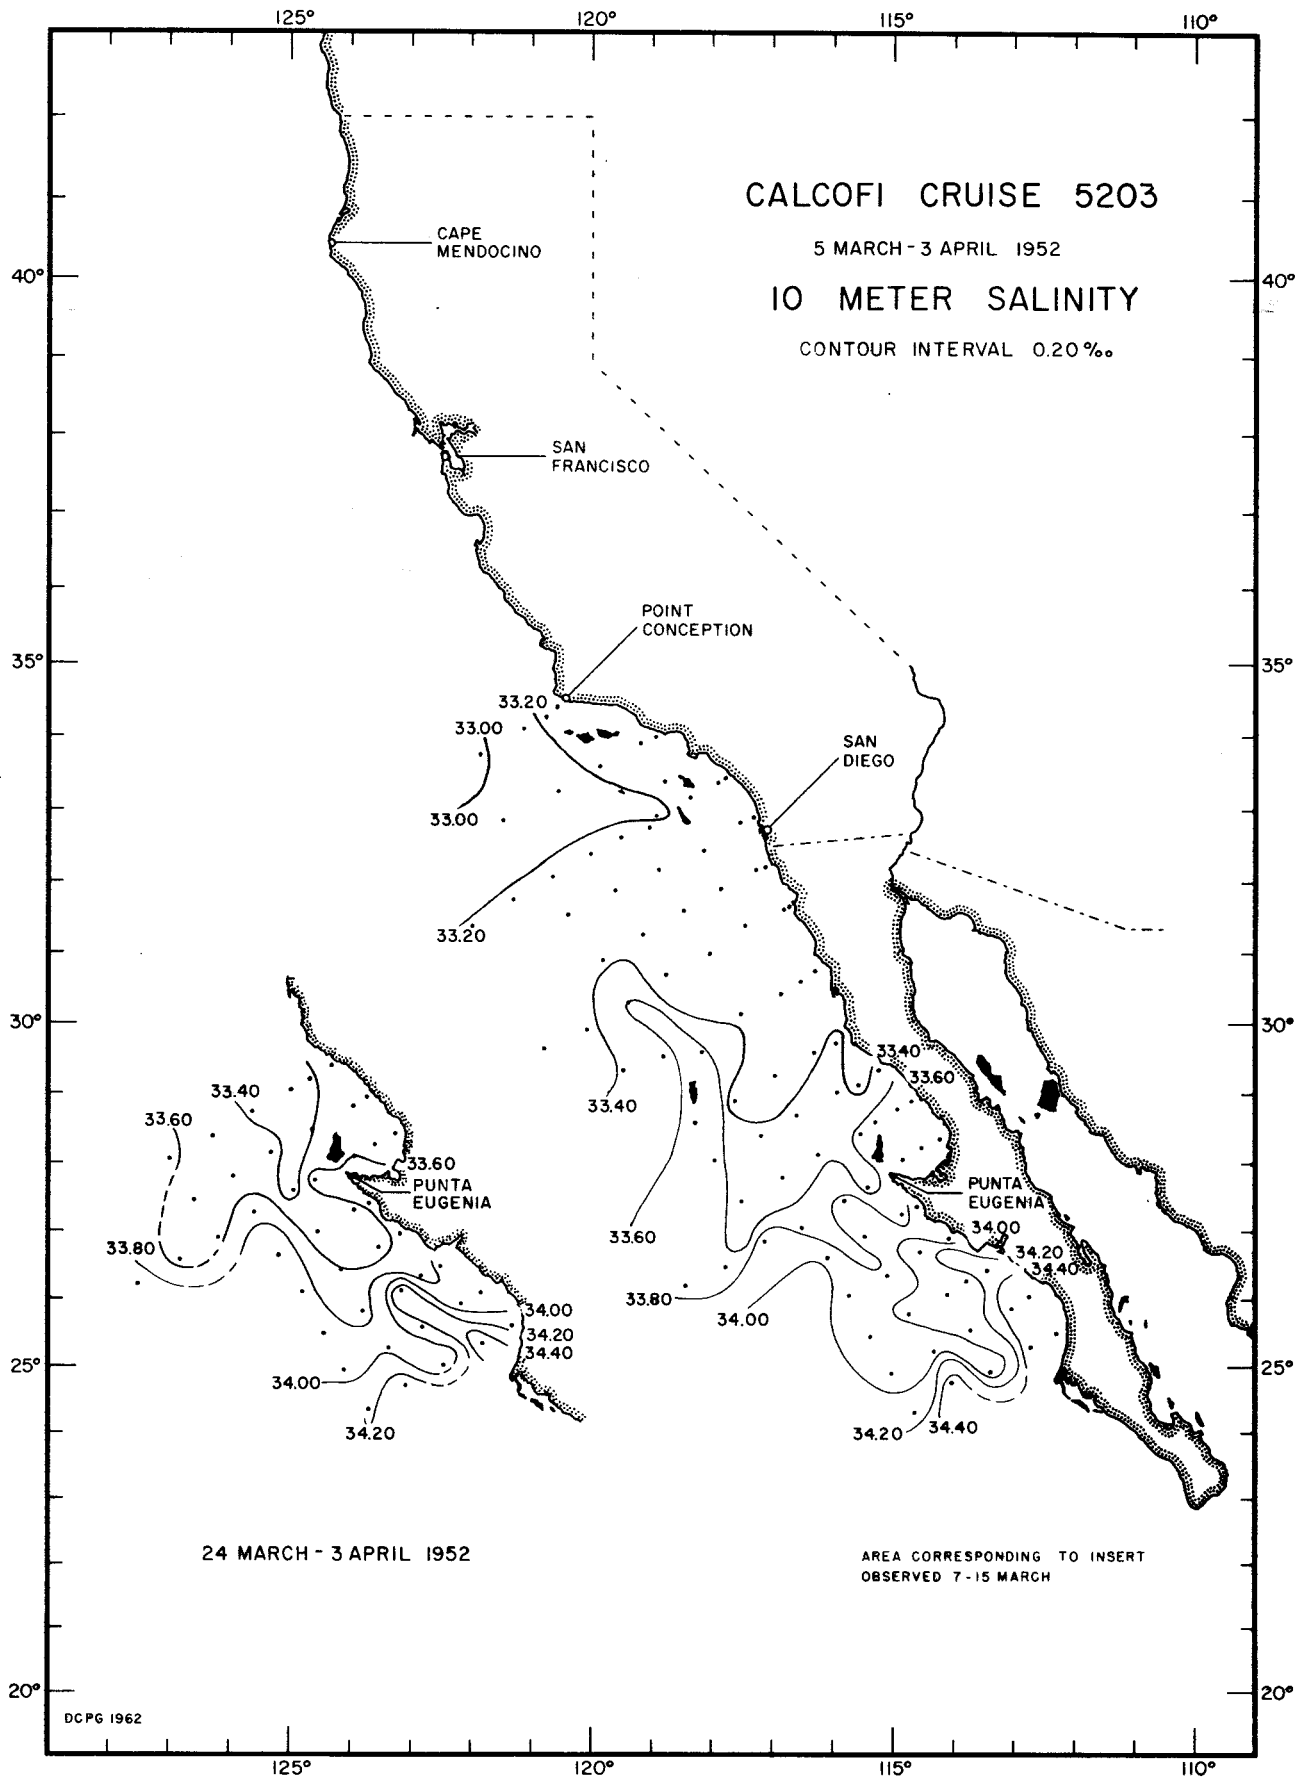 125° 120° 115° 110°
CALCOFI CRUISE 5203
5 MARCH - 3 APRIL 1952
10 METER SALINITY
CONTOUR INTERVAL 0.20 ‰
CAPE
MENDOCINO
40° 40°
SAN
FRANCISCO
POINT
CONCEPTION
35° 35°
33.20
33.00
SAN
DIEGO
33.00
33.20
30° 30°
33.40
33.60
33.40
33.60
33.40
33.60
PUNTA
EUGENIA
PUNTA
EUGENIA
34.00
33.60
33.80
34.20
34.40
33.80
34.00
34.00
34.20
34.40
25° 25°
34.00
34.20
34.20 34.40
24 MARCH - 3 APRIL 1952
AREA CORRESPONDING TO INSERT
OBSERVED 7-15 MARCH
20° 20°
DCPG 1962
125° 120° 115° 110°